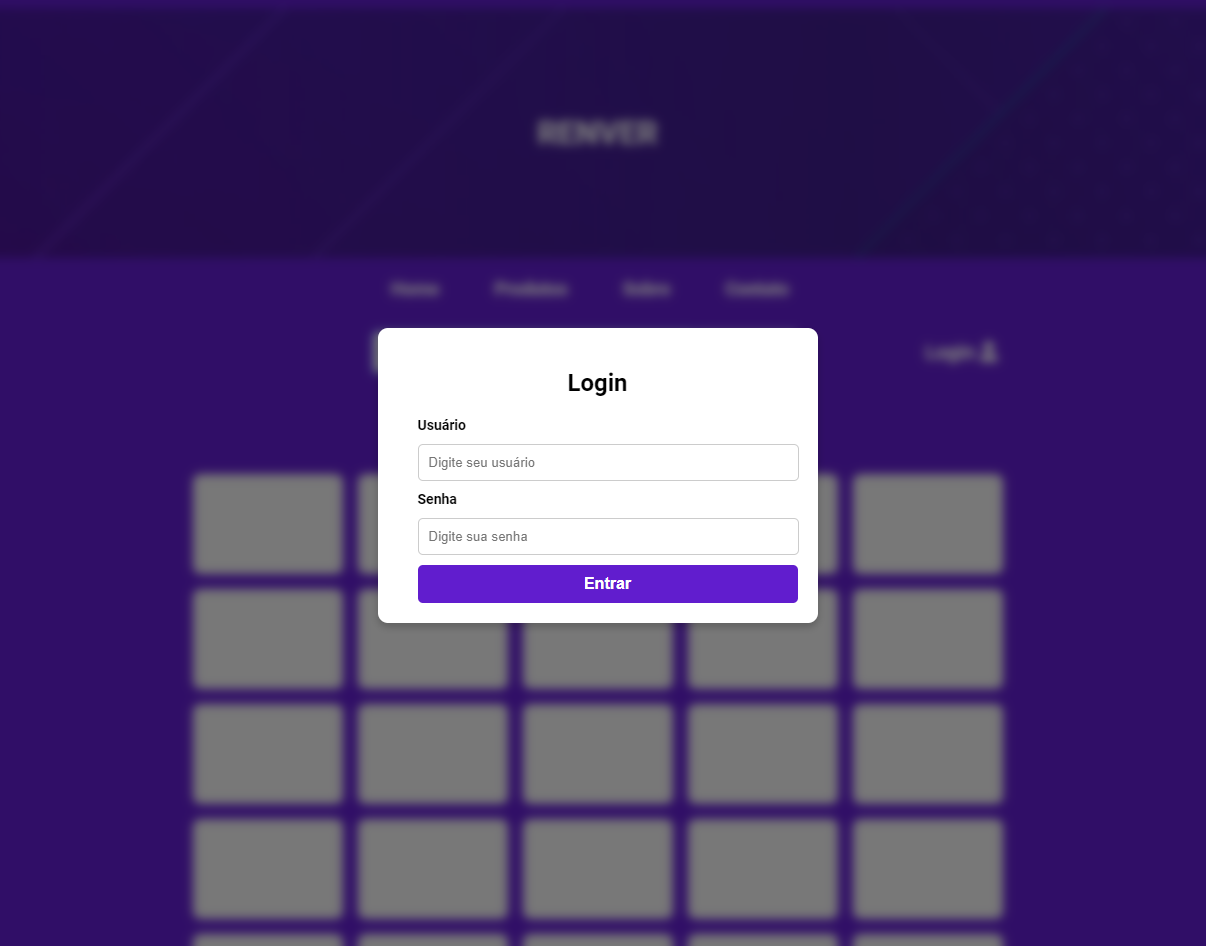 RENVER
Home Produtos Sobre Contato
Login
Login
Usuário
Digite seu usuário
Senha
Digite sua senha
Entrar